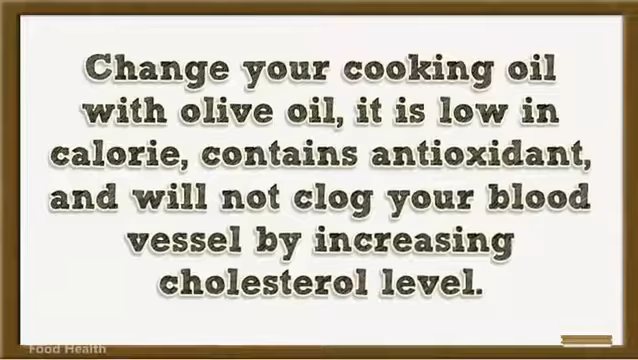 Change your cooking oil
with olive oil, it is low in
calorie, contains antioxidant,
and will not clog your blood
vessel by increasing
cholesterol level.
Food Health